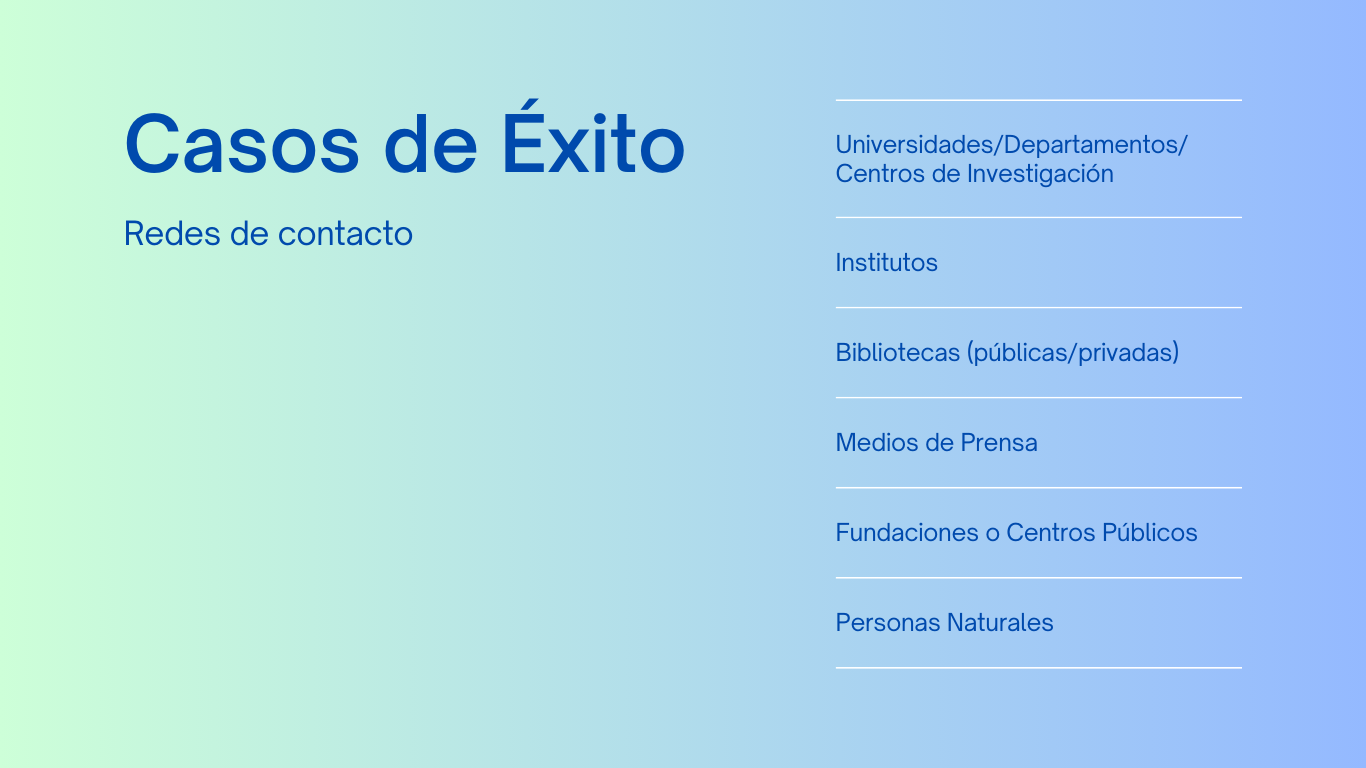 Casos de Éxito
Redes de contacto
Universidades/Departamentos/
Centros de Investigación
Institutos
Bibliotecas (públicas/privadas)
Medios de Prensa
Fundaciones o Centros Públicos
Personas Naturales